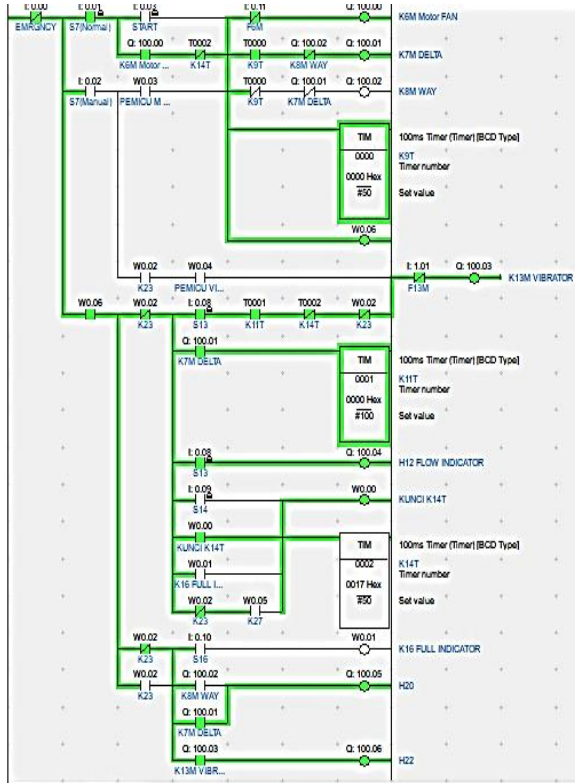 I: 0.00 I: 0.01 I: 0.03 I: 0.11 Q: 100.00
EMRGNCY S7(Normal) START F6M K6M Motor FAN
Q: 100.00 T0002 T0000 Q: 100.02 Q: 100.01
K6M Motor ... K14T K9T K8M WAY K7M DELTA
I: 0.02 W0.03 T0000 Q: 100.01 Q: 100.02
S7(Manual) PEMICU M ... K9T K7M DELTA K8M WAY
TIM 100ms Timer (Timer) [BCD Type]
0000 K9T
Timer number
0000 Hex
#50 Set value
W0.06
W0.02 W0.04 I: 1.01 Q: 100.03
K23 PEMICU VI... F13M K13M VIBRATOR
W0.06 W0.02 I: 0.08 T0001 T0002 W0.02
K23 S13 K11T K14T K23
Q: 100.01
K7M DELTA
TIM 100ms Timer (Timer) [BCD Type]
0001 K11T
Timer number
0000 Hex
#100 Set value
I: 0.08 Q: 100.04
S13 H12 FLOW INDICATOR
I: 0.09 W0.00
S14 KUNCI K14T
W0.00
KUNCI K14T
TIM 100ms Timer (Timer) [BCD Type]
W0.01 0002 K14T
K16 FULL I... Timer number
0017 Hex
W0.02 W0.05 #50 Set value
K23 K27
W0.02 I: 0.10 W0.01
K23 S16 K16 FULL INDICATOR
W0.02 Q: 100.02 Q: 100.05
K23 K8M WAY H20
Q: 100.01
K7M DELTA
Q: 100.03 Q: 100.06
K13M VIBR... H22